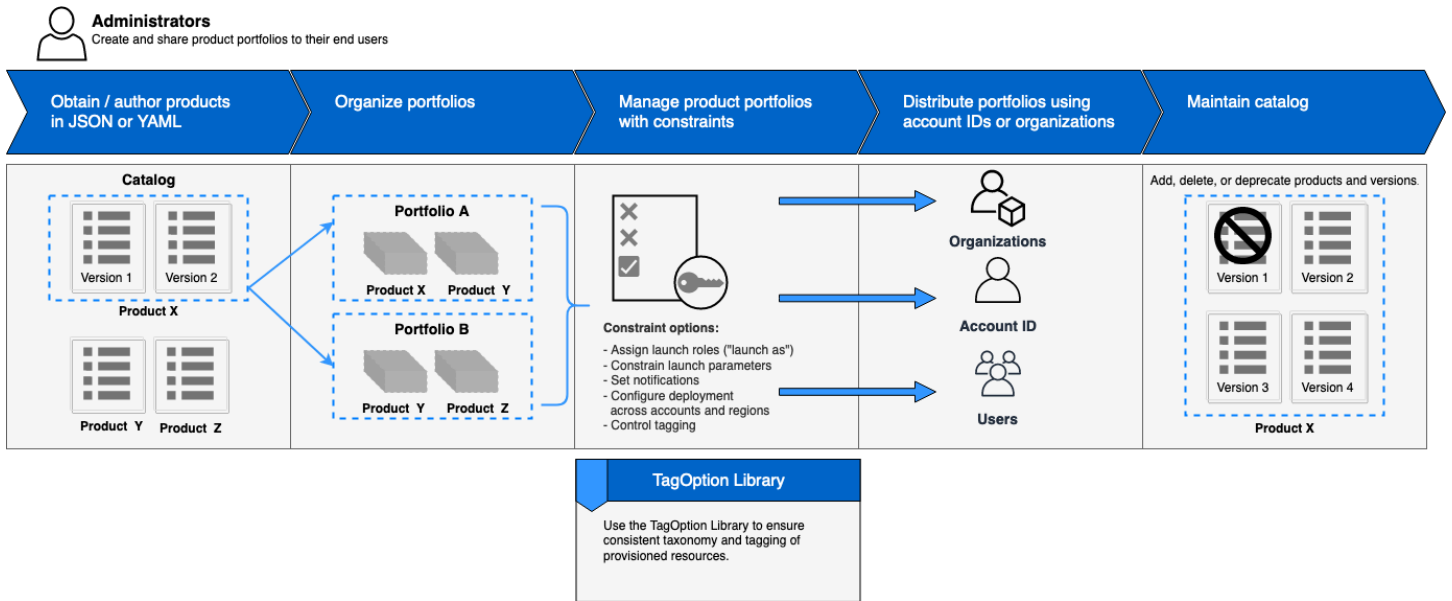 Administrators
Create and share product portfolios to their end users
Obtain / author products
in JSON or YAML
Organize portfolios
Manage product portfolios
with constraints
Distribute portfolios using
account IDs or organizations
Maintain catalog
Catalog
Version 1
Version 2
Product X
Product Y
Product Z
Portfolio A
Product X
Product Y
Portfolio B
Product Y
Product Z
Constraint options:
- Assign launch roles ("launch as")
- Constrain launch parameters
- Set notifications
- Configure deployment
across accounts and regions
- Control tagging
Organizations
Account ID
Users
Add, delete, or deprecate products and versions.
Version 1
Version 2
Version 3
Version 4
Product X
TagOption Library
Use the TagOption Library to ensure
consistent taxonomy and tagging of
provisioned resources.